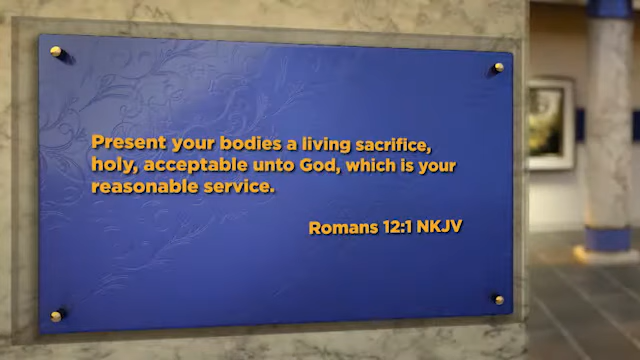 Present your bodies a living sacrifice,
holy, acceptable unto God, which is your
reasonable service.
Romans 12:1 NKJV